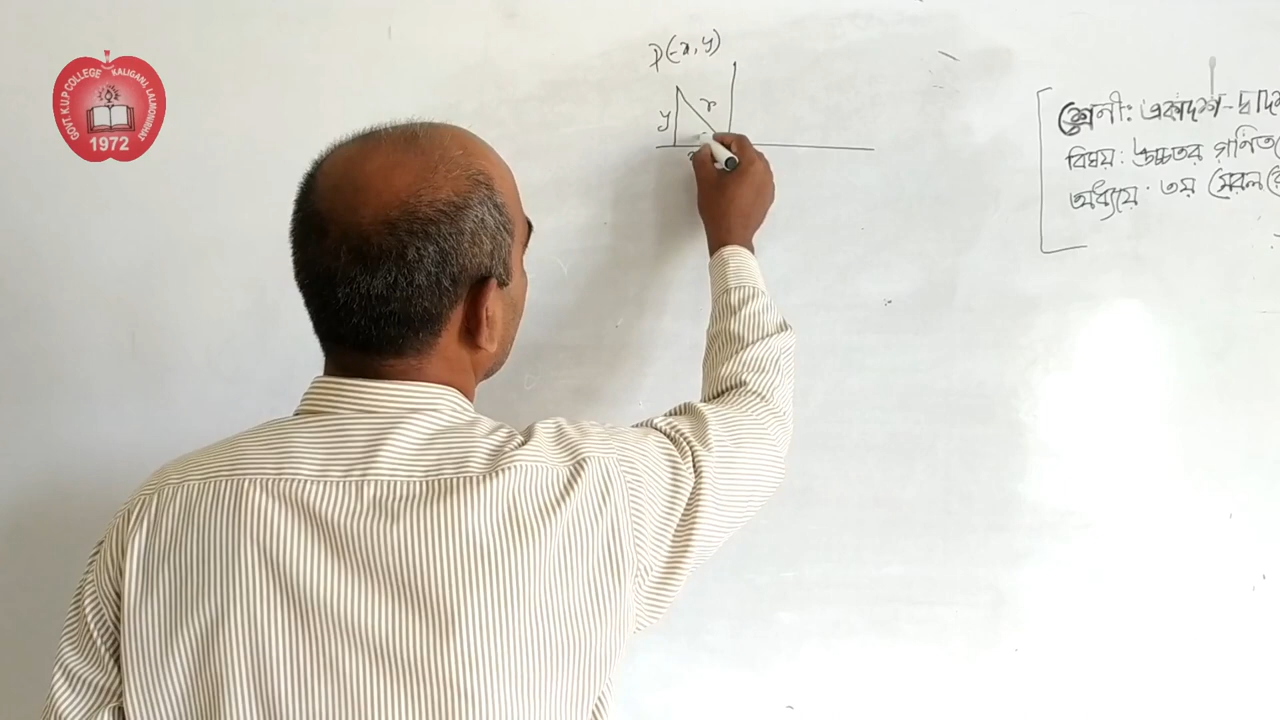 GOVT. K.U.P COLLEGE KALIGANJ, LALMONIRHAT
1972
P(-x, y)
y
r
শ্রেণী: একাদশ-দ্বাদ
বিষয়: উচ্চতর গণিত
অধ্যায়: ৩য় (সরল